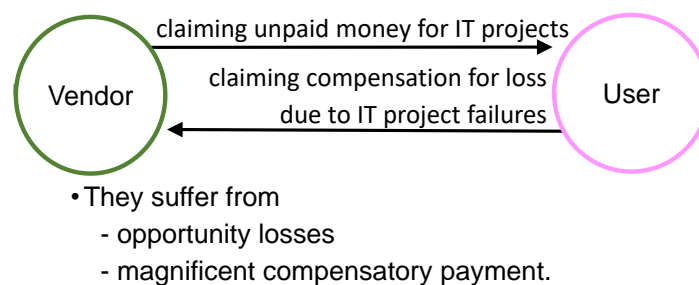 claiming unpaid money for IT projects
Vendor
claiming compensation for loss
due to IT project failures
User
•They suffer from
- opportunity losses
- magnificent compensatory payment.